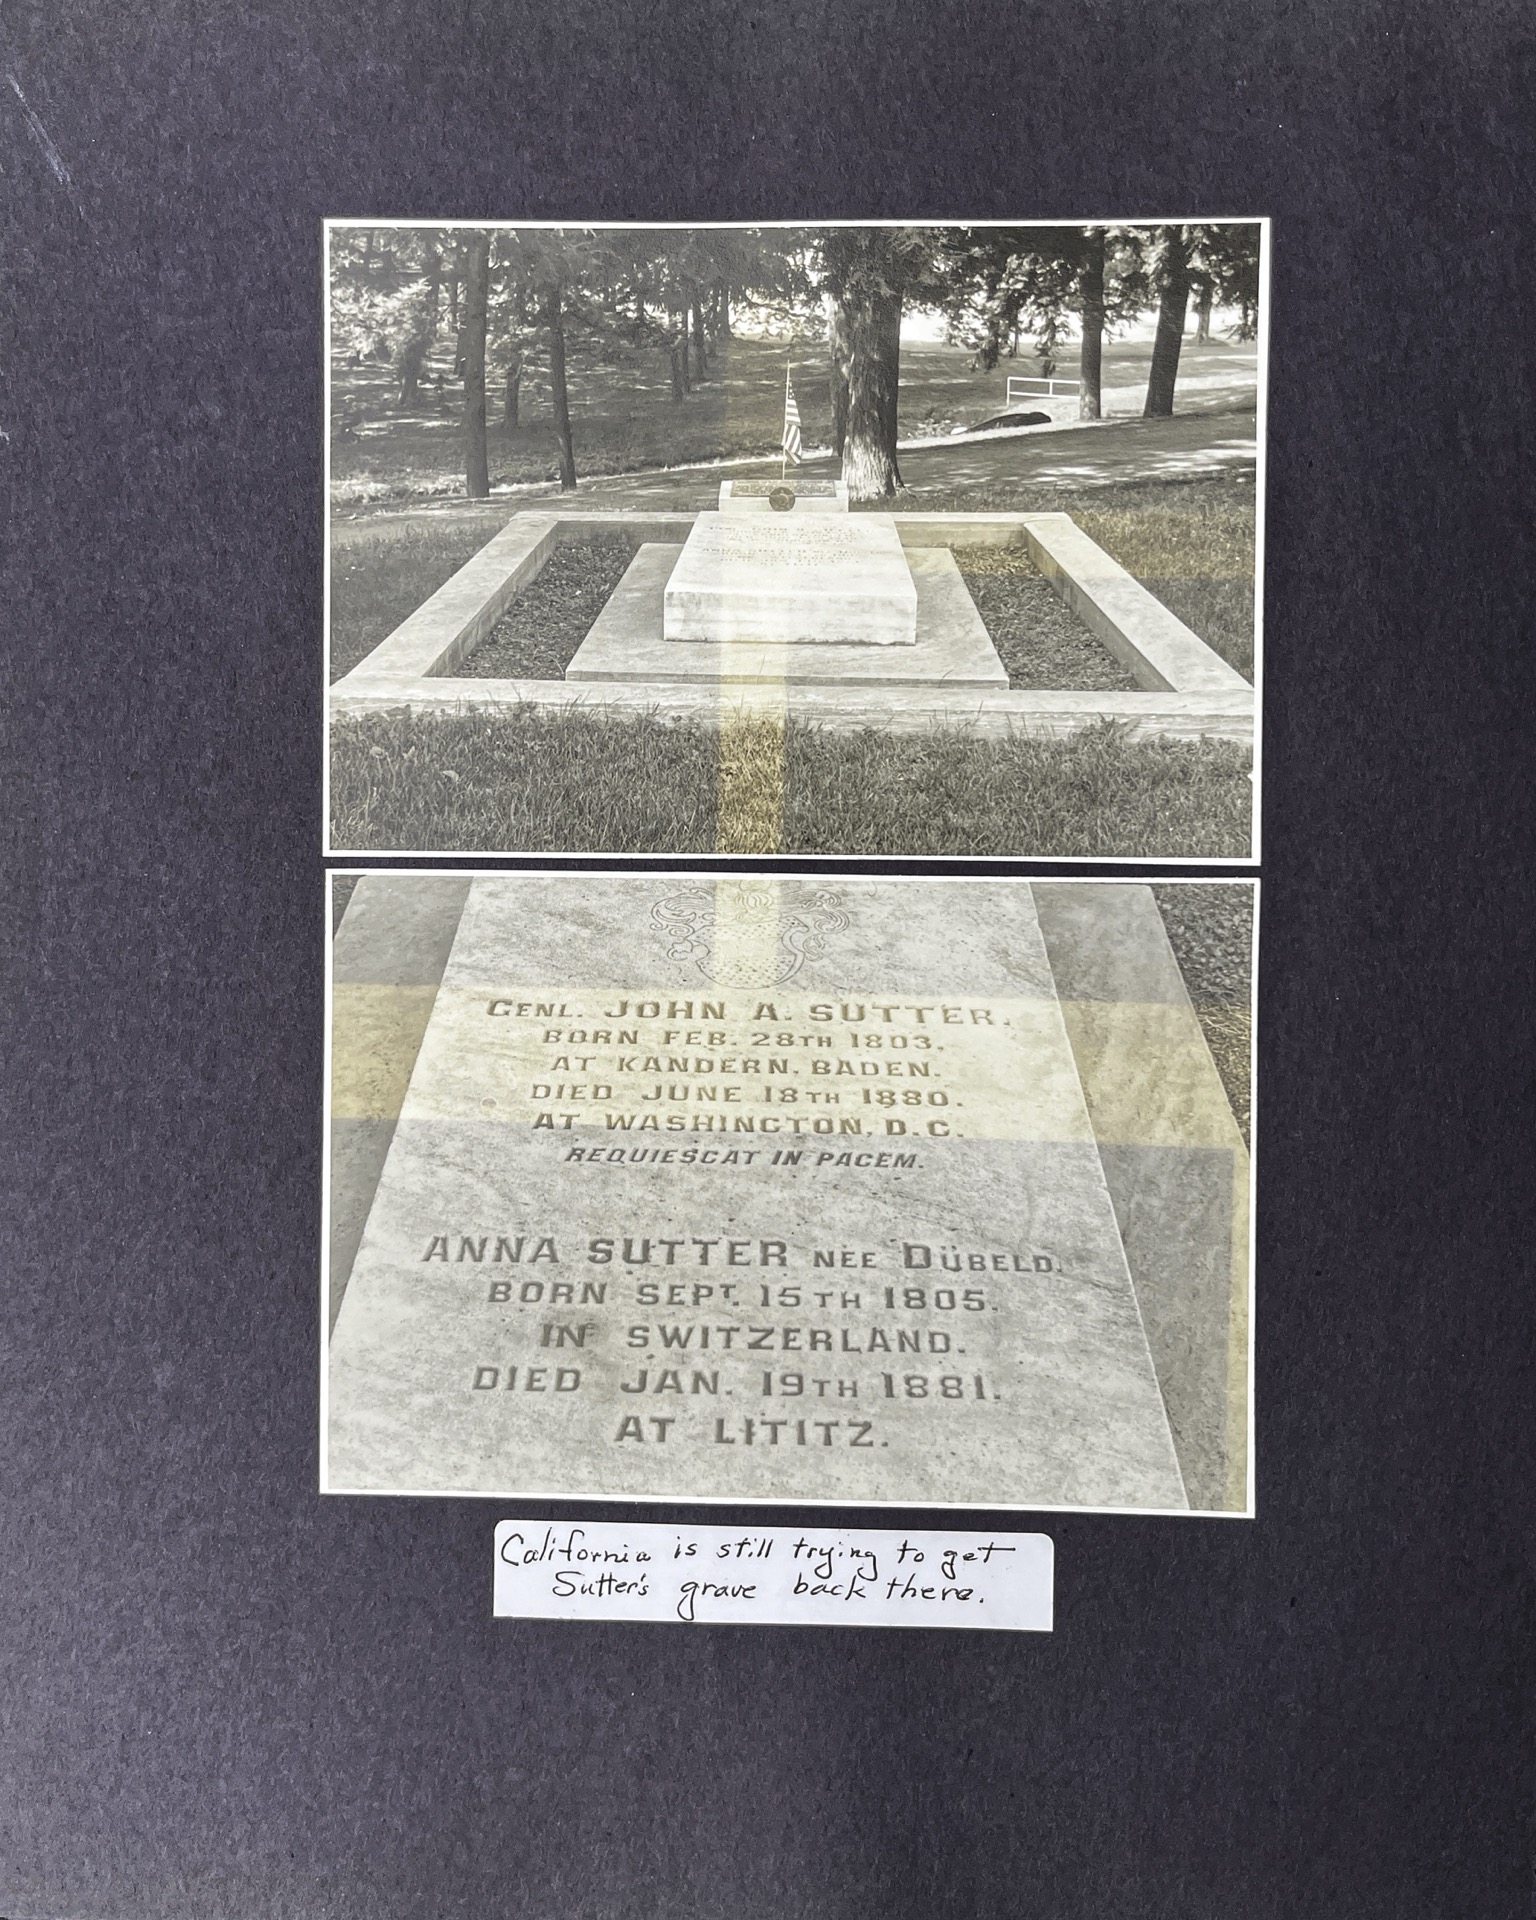 GENL. JOHN A. SUTTER.
BORN FEB. 28TH 1803.
AT KANDERN, BADEN.
DIED JUNE 18TH 1880.
AT WASHINGTON, D.C.
REQUIESCAT IN PACEM.
ANNA SUTTER NÉE DÜBELD.
BORN SEPT. 15TH 1805.
IN SWITZERLAND.
DIED JAN. 19TH 1881.
AT LITITZ.
California is still trying to get
Sutter's grave back there.